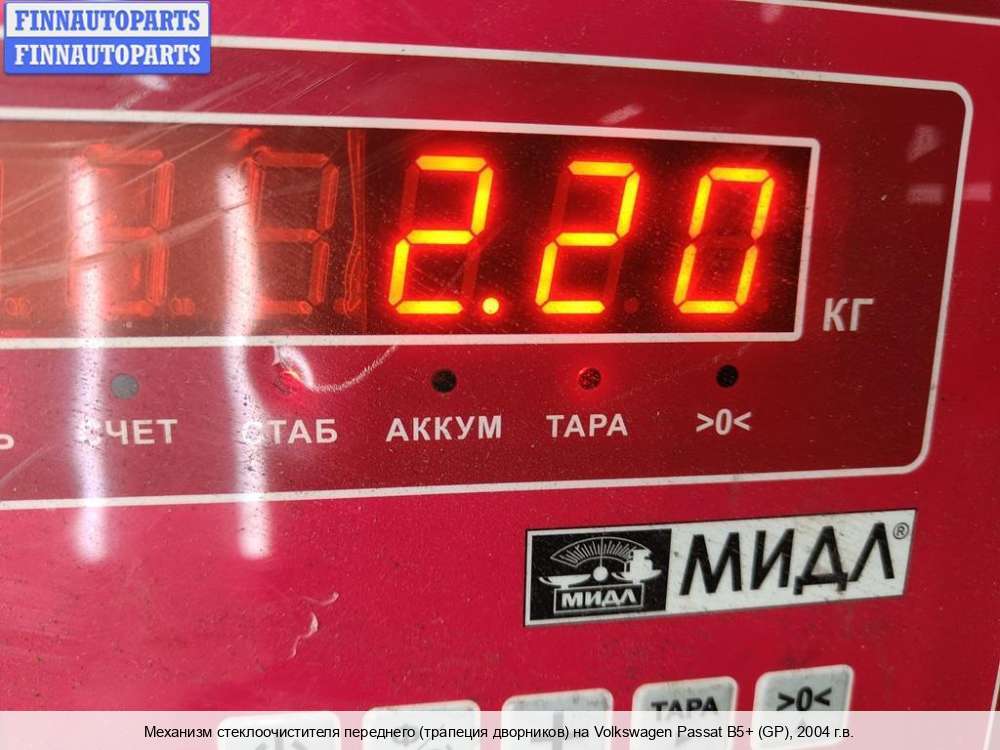 FINNAUTOPARTS
FINNAUTOPARTS
2.20
КГ
СЧЕТ
СТАБ
АККУМ
ТАРА
>0<
МИДЛ
МИДЛ®
ТАРА
>0<
Механизм стеклоочистителя переднего (трапеция дворников) на Volkswagen Passat B5+ (GP), 2004 г.в.